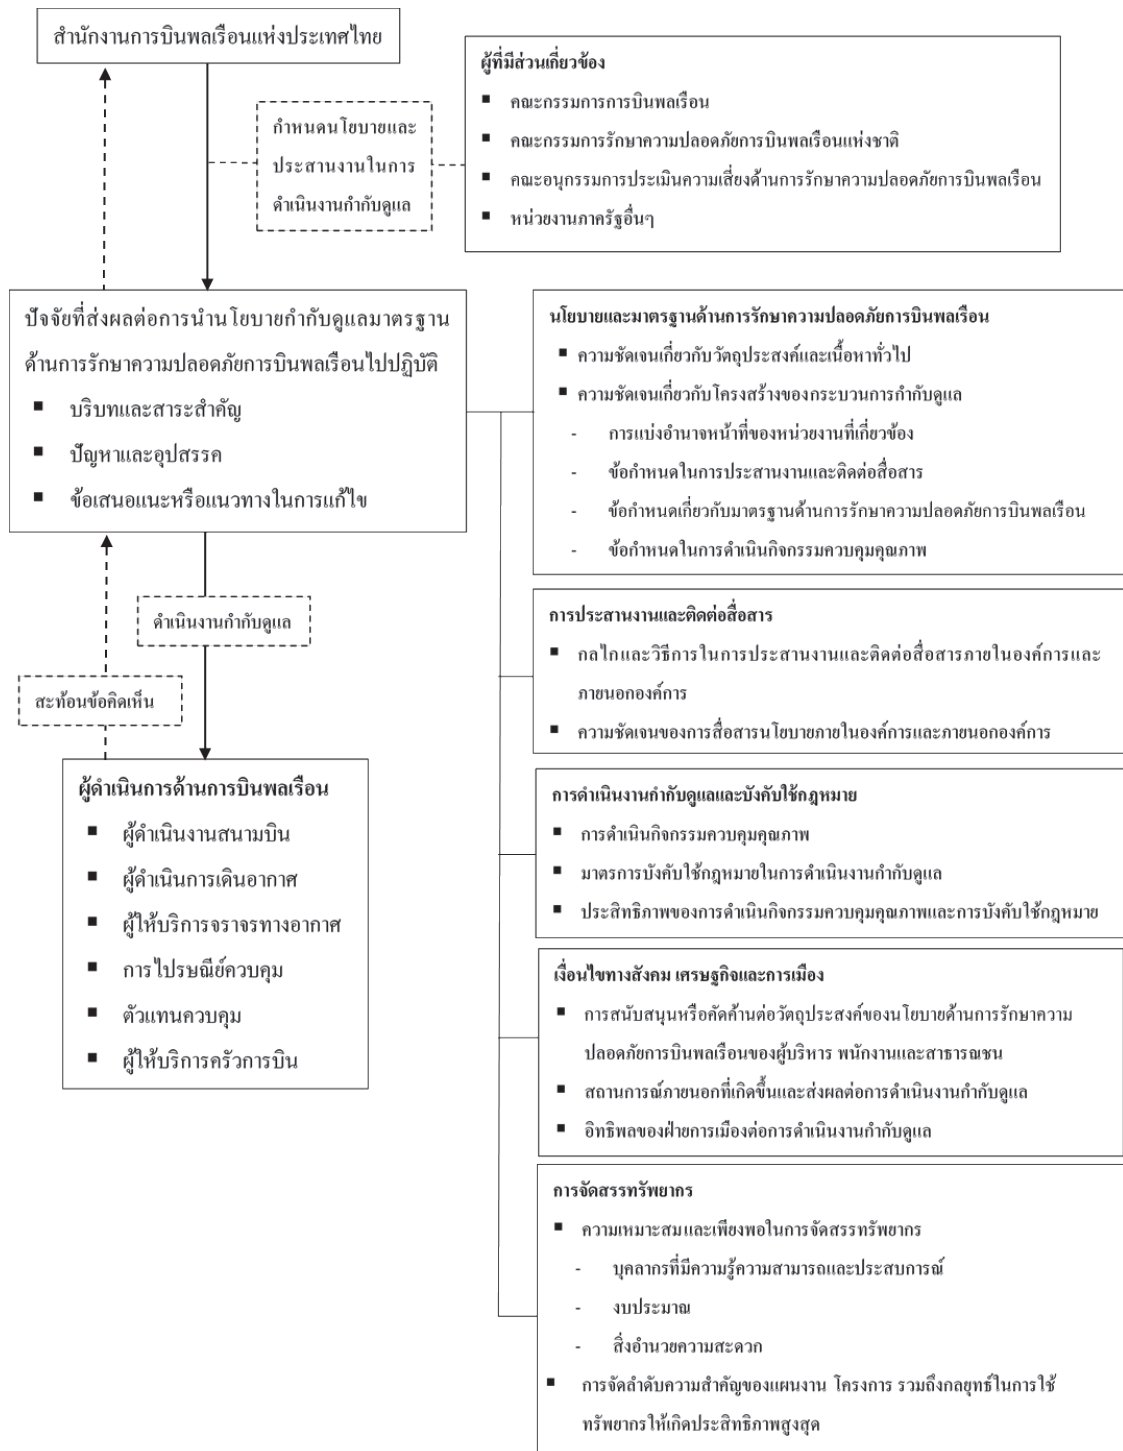 สำนักงานการบินพลเรือนแห่งประเทศไทย
กำหนดนโยบายและ
ประสานงานในการ
ดำเนินงานกำกับดูแล
ผู้ที่มีส่วนเกี่ยวข้อง
▪ คณะกรรมการการบินพลเรือน
▪ คณะกรรมการรักษาความปลอดภัยการบินพลเรือนแห่งชาติ
▪ คณะอนุกรรมการประเมินความเสี่ยงด้านการรักษาความปลอดภัยการบินพลเรือน
▪ หน่วยงานภาครัฐอื่นๆ
ปัจจัยที่ส่งผลต่อการนำนโยบายกำกับดูแลมาตรฐาน
ด้านการรักษาความปลอดภัยการบินพลเรือนไปปฏิบัติ
▪ บริบทและสาระสำคัญ
▪ ปัญหาและอุปสรรค
▪ ข้อเสนอแนะหรือแนวทางในการแก้ไข
ดำเนินงานกำกับดูแล
สะท้อนข้อคิดเห็น
ผู้ดำเนินการด้านการบินพลเรือน
▪ ผู้ดำเนินงานสนามบิน
▪ ผู้ดำเนินการเดินอากาศ
▪ ผู้ให้บริการจราจรทางอากาศ
▪ การไปรษณีย์ควบคุม
▪ ตัวแทนควบคุม
▪ ผู้ให้บริการครัวการบิน
นโยบายและมาตรฐานด้านการรักษาความปลอดภัยการบินพลเรือน
▪ ความชัดเจนเกี่ยวกับวัตถุประสงค์และเนื้อหาทั่วไป
▪ ความชัดเจนเกี่ยวกับโครงสร้างของกระบวนการกำกับดูแล
- การแบ่งอำนาจหน้าที่ของหน่วยงานที่เกี่ยวข้อง
- ข้อกำหนดในการประสานงานและติดต่อสื่อสาร
- ข้อกำหนดเกี่ยวกับมาตรฐานด้านการรักษาความปลอดภัยการบินพลเรือน
- ข้อกำหนดในการดำเนินกิจกรรมควบคุมคุณภาพ
การประสานงานและติดต่อสื่อสาร
▪ กลไกและวิธีการในการประสานงานและติดต่อสื่อสารภายในองค์การและ
ภายนอกองค์การ
▪ ความชัดเจนของการสื่อสารนโยบายภายในองค์การและภายนอกองค์การ
การดำเนินงานกำกับดูแลและบังคับใช้กฎหมาย
▪ การดำเนินกิจกรรมควบคุมคุณภาพ
▪ มาตรการบังคับใช้กฎหมายในการดำเนินงานกำกับดูแล
▪ ประสิทธิภาพของการดำเนินกิจกรรมควบคุมคุณภาพและการบังคับใช้กฎหมาย
เงื่อนไขทางสังคม เศรษฐกิจและการเมือง
▪ การสนับสนุนหรือคัดค้านต่อวัตถุประสงค์ของนโยบายด้านการรักษาความ
ปลอดภัยการบินพลเรือนของผู้บริหาร พนักงานและสาธารณชน
▪ สถานการณ์ภายนอกที่เกิดขึ้นและส่งผลต่อการดำเนินงานกำกับดูแล
▪ อิทธิพลของฝ่ายการเมืองต่อการดำเนินงานกำกับดูแล
การจัดสรรทรัพยากร
▪ ความเหมาะสมและเพียงพอในการจัดสรรทรัพยากร
- บุคลากรที่มีความรู้ความสามารถและประสบการณ์
- งบประมาณ
- สิ่งอำนวยความสะดวก
▪ การจัดลำดับความสำคัญของแผนงาน โครงการ รวมถึงกลยุทธ์ในการใช้
ทรัพยากรให้เกิดประสิทธิภาพสูงสุด